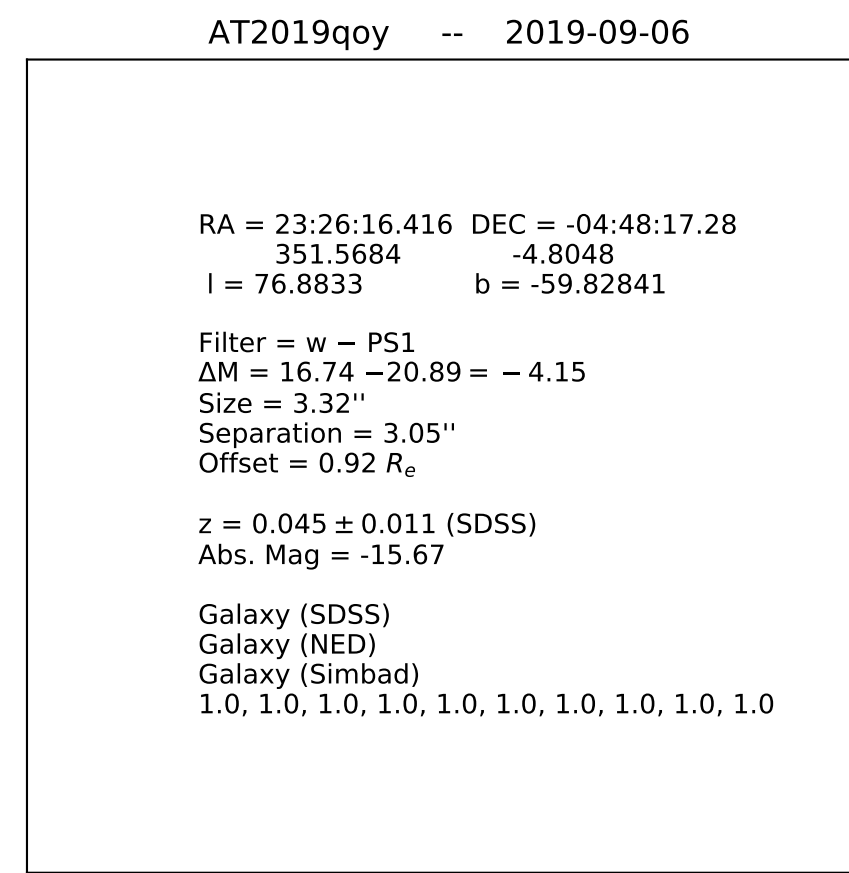 AT2019qoy -- 2019-09-06
RA = 23:26:16.416 DEC = -04:48:17.28
351.5684 -4.8048
l = 76.8833 b = -59.82841
Filter = w − PS1
ΔM = 16.74 −20.89 = − 4.15
Size = 3.32''
Separation = 3.05''
Offset = 0.92 Rₑ
z = 0.045 ± 0.011 (SDSS)
Abs. Mag = -15.67
Galaxy (SDSS)
Galaxy (NED)
Galaxy (Simbad)
1.0, 1.0, 1.0, 1.0, 1.0, 1.0, 1.0, 1.0, 1.0, 1.0